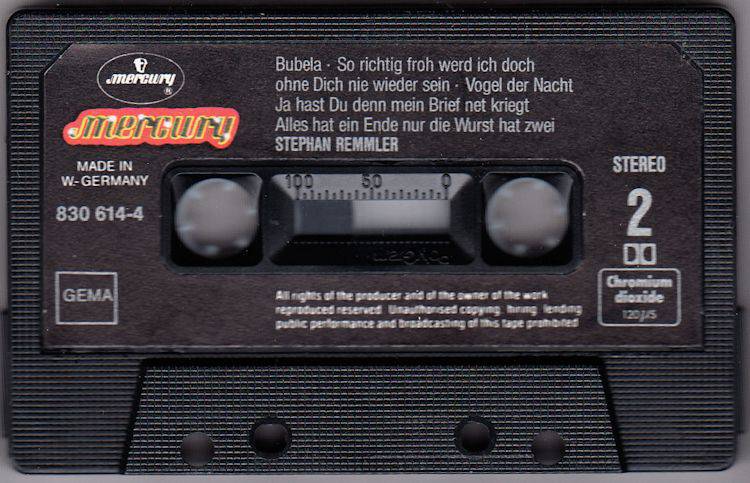 mercury
®
mercury
MADE IN
W.-GERMANY
830 614-4
GEMA
Bubela · So richtig froh werd ich doch
ohne Dich nie wieder sein · Vogel der Nacht
Ja hast Du denn mein Brief net kriegt
Alles hat ein Ende nur die Wurst hat zwei
STEPHAN REMMLER
100 50 0
STEREO
2
Chromium
dioxide
120µS
All rights of the producer and of the owner of the work
reproduced reserved. Unauthorised copying, hiring, lending
public performance and broadcasting of this tape prohibited